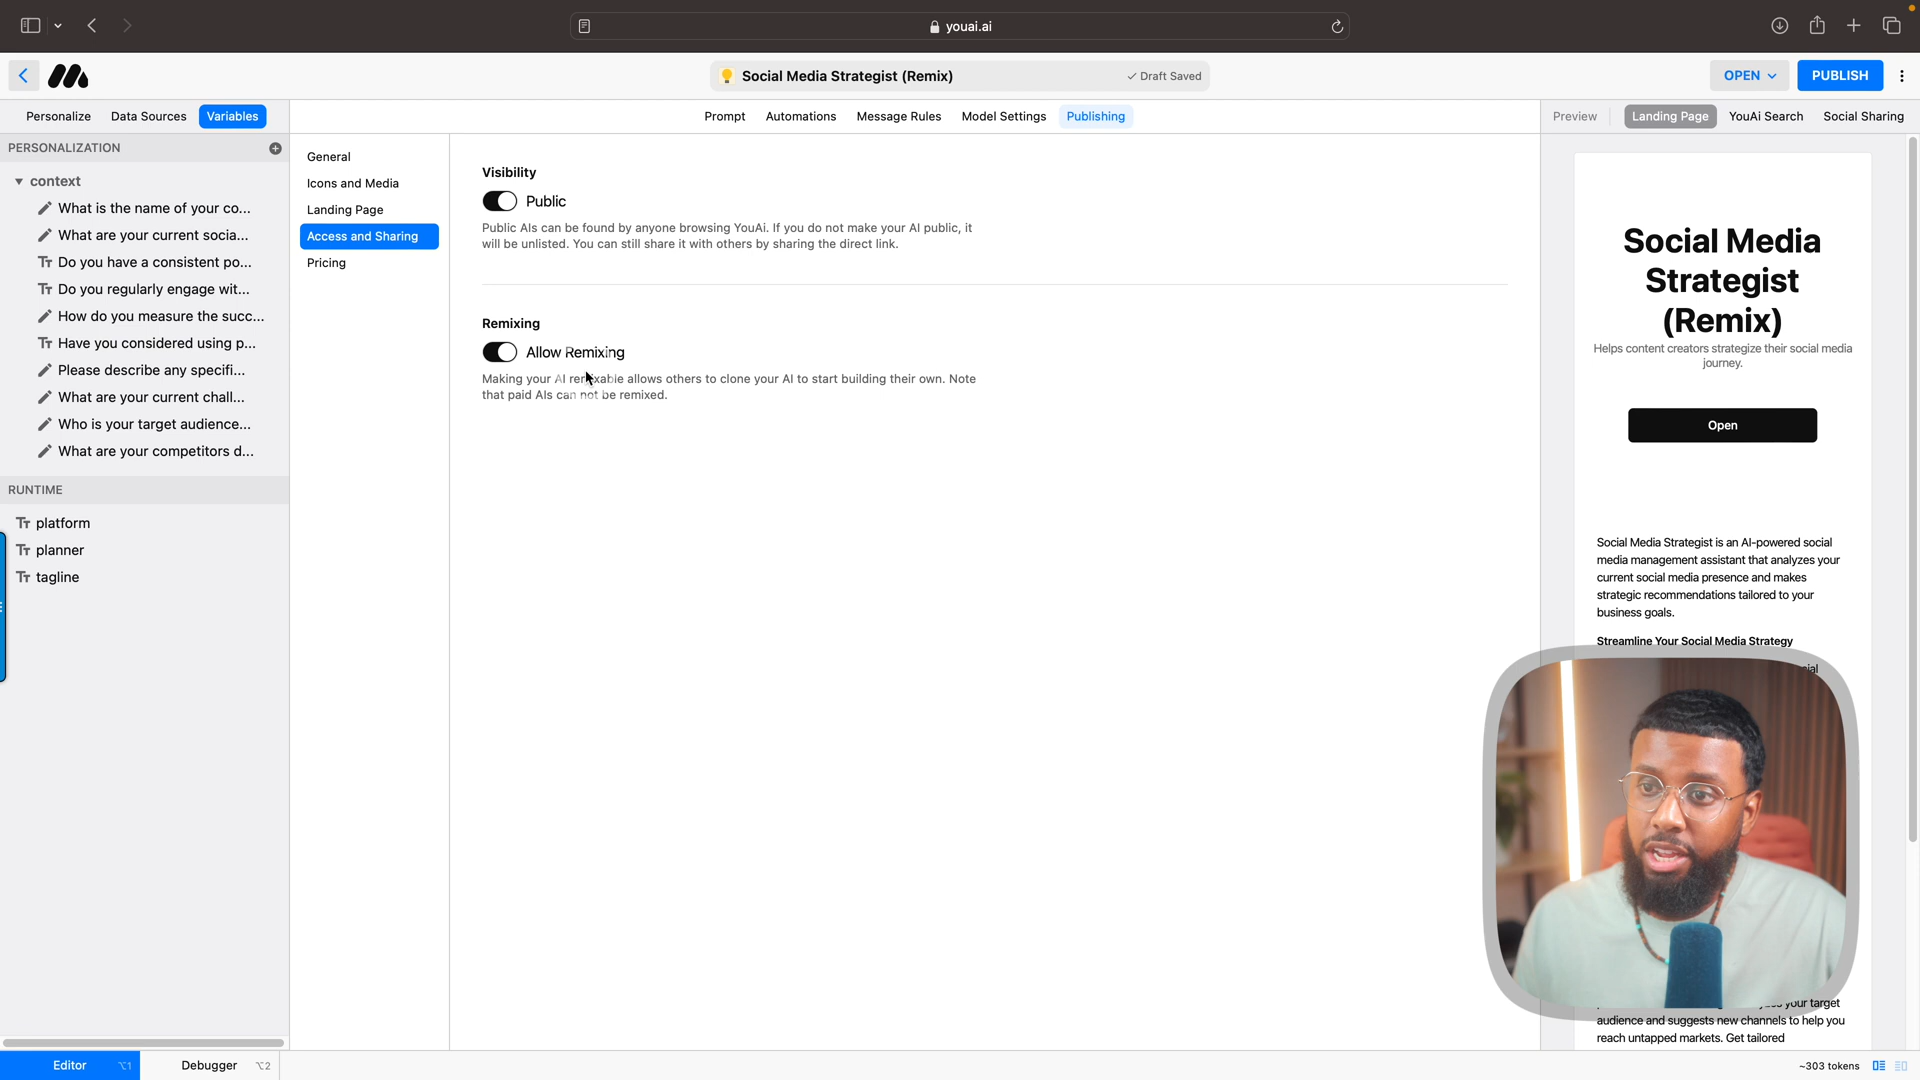 youai.ai
Social Media Strategist (Remix)
Draft Saved
OPEN
PUBLISH
Personalize
Data Sources
Variables
Prompt
Automations
Message Rules
Model Settings
Publishing
Preview
Landing Page
YouAi Search
Social Sharing
PERSONALIZATION
context
What is the name of your co...
What are your current socia...
Do you have a consistent po...
Do you regularly engage wit...
How do you measure the succ...
Have you considered using p...
Please describe any specifi...
What are your current chall...
Who is your target audience...
What are your competitors d...
RUNTIME
platform
planner
tagline
General
Icons and Media
Landing Page
Access and Sharing
Pricing
Visibility
Public
Public AIs can be found by anyone browsing YouAi. If you do not make your AI public, it
will be unlisted. You can still share it with others by sharing the direct link.
Remixing
Allow Remixing
Making your AI remixable allows others to clone your AI to start building their own. Note
that paid AIs can not be remixed.
Social Media
Strategist
(Remix)
Helps content creators strategize their social media
journey.
Open
Social Media Strategist is an AI-powered social
media management assistant that analyzes your
current social media presence and makes
strategic recommendations tailored to your
business goals.
Streamline Your Social Media Strategy
your target
audience and suggests new channels to help you
reach untapped markets. Get tailored
Editor
⌥1
Debugger
⌥2
~303 tokens